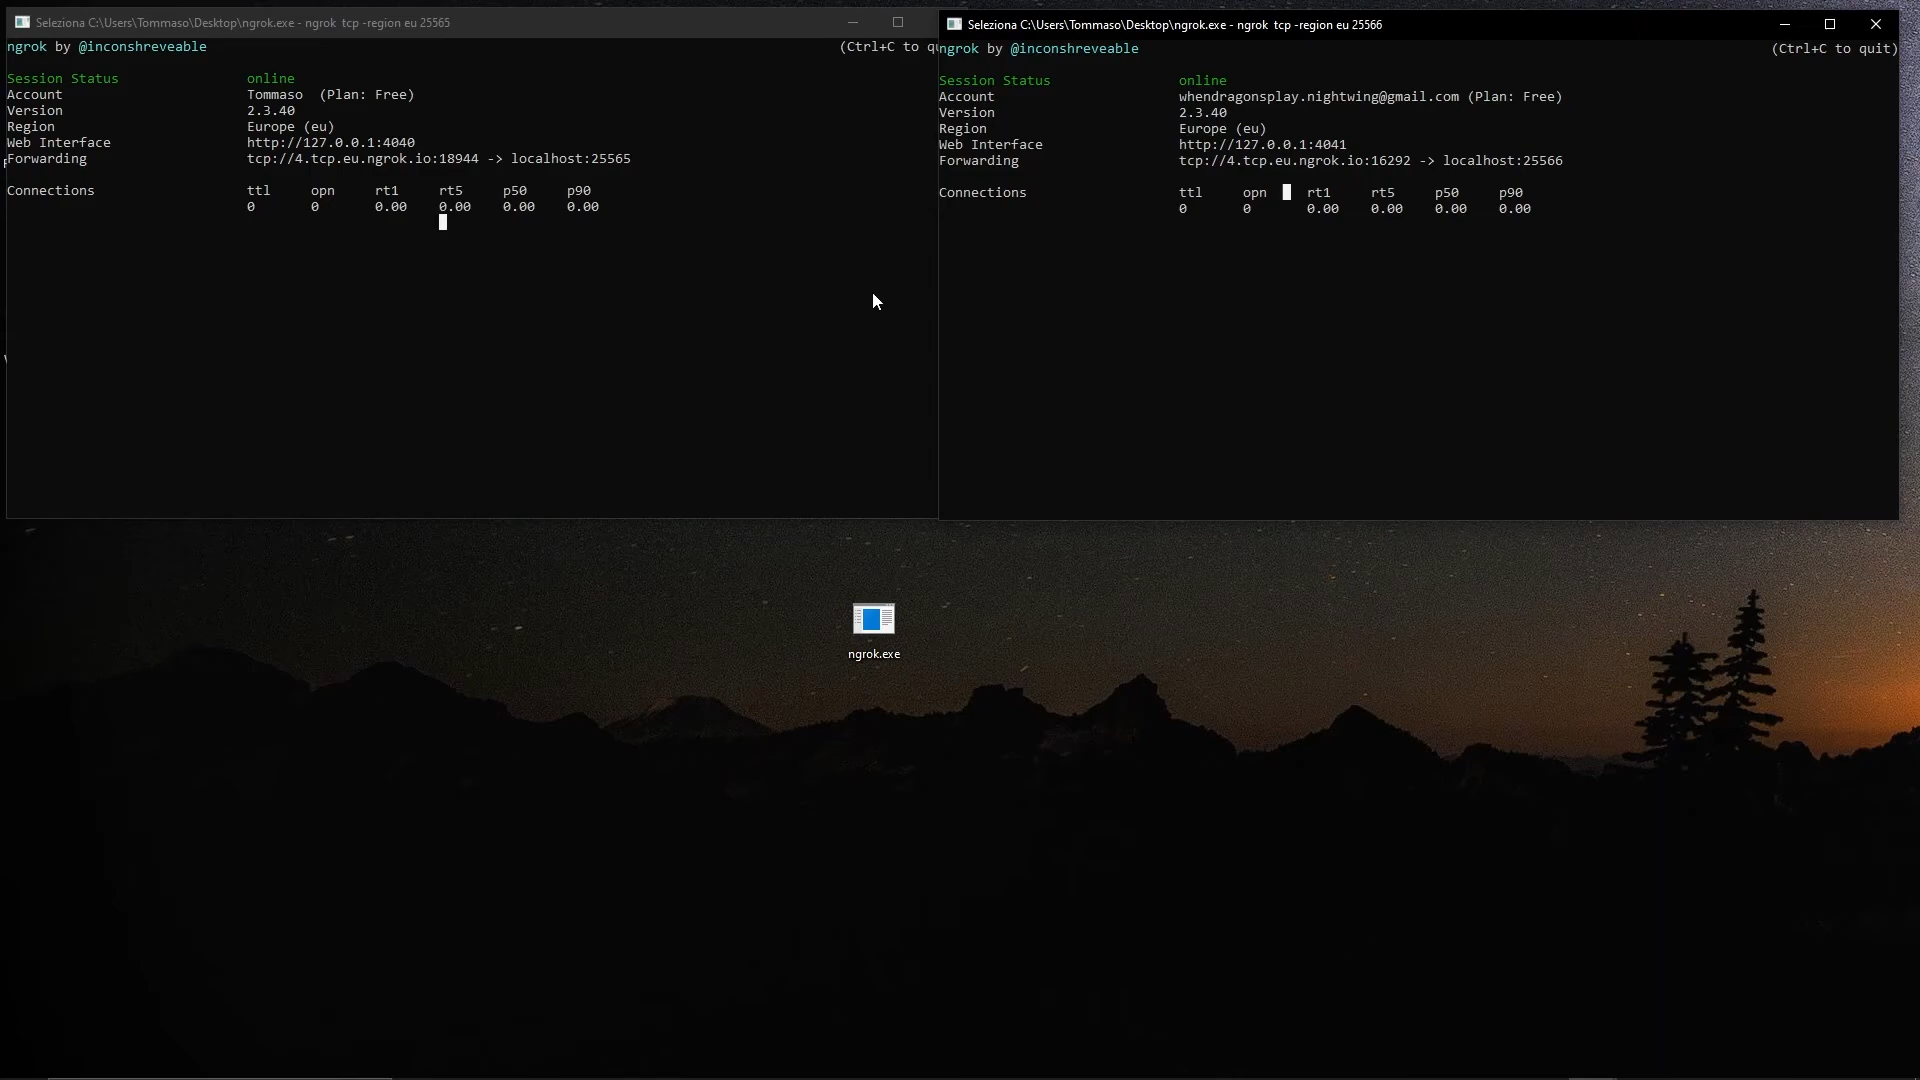 Seleziona C:\Users\Tommaso\Desktop\ngrok.exe - ngrok tcp -region eu 25565
ngrok by @inconshreveable (Ctrl+C to qu
Session Status online
Account Tommaso (Plan: Free)
Version 2.3.40
Region Europe (eu)
Web Interface http://127.0.0.1:4040
Forwarding tcp://4.tcp.eu.ngrok.io:18944 -> localhost:25565
Connections ttl opn rt1 rt5 p50 p90
0 0 0.00 0.00 0.00 0.00
Seleziona C:\Users\Tommaso\Desktop\ngrok.exe - ngrok tcp -region eu 25566
ngrok by @inconshreveable (Ctrl+C to quit)
Session Status online
Account whendragonsplay.nightwing@gmail.com (Plan: Free)
Version 2.3.40
Region Europe (eu)
Web Interface http://127.0.0.1:4041
Forwarding tcp://4.tcp.eu.ngrok.io:16292 -> localhost:25566
Connections ttl opn rt1 rt5 p50 p90
0 0 0.00 0.00 0.00 0.00
ngrok.exe